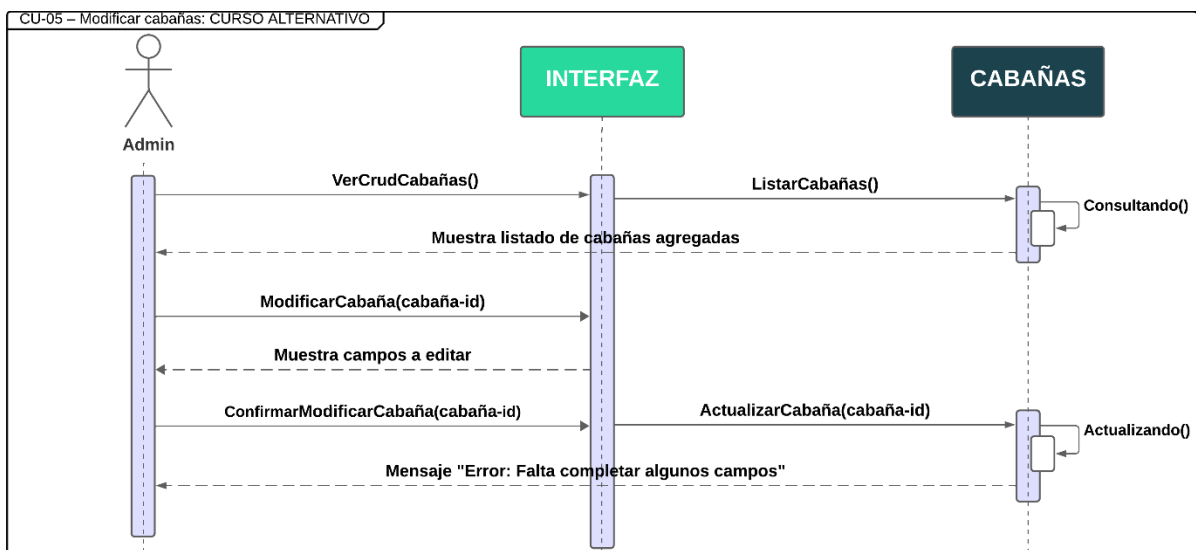 CU-05 – Modificar cabañas: CURSO ALTERNATIVO
Admin
INTERFAZ
CABAÑAS
VerCrudCabañas()
ListarCabañas()
Consultando()
Muestra listado de cabañas agregadas
ModificarCabaña(cabaña-id)
Muestra campos a editar
ConfirmarModificarCabaña(cabaña-id)
ActualizarCabaña(cabaña-id)
Actualizando()
Mensaje "Error: Falta completar algunos campos"